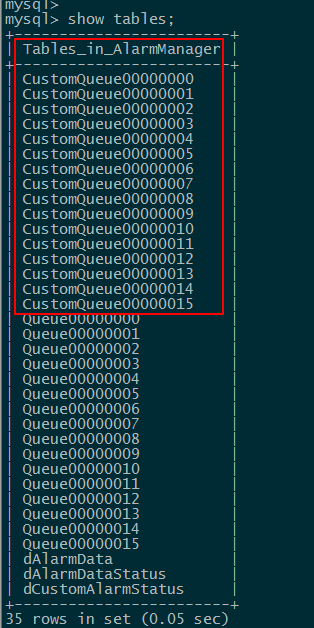 mysql>
mysql> show tables;
+-------------------------+
| Tables_in_AlarmManager |
+-------------------------+
| CustomQueue00000000 |
| CustomQueue00000001 |
| CustomQueue00000002 |
| CustomQueue00000003 |
| CustomQueue00000004 |
| CustomQueue00000005 |
| CustomQueue00000006 |
| CustomQueue00000007 |
| CustomQueue00000008 |
| CustomQueue00000009 |
| CustomQueue00000010 |
| CustomQueue00000011 |
| CustomQueue00000012 |
| CustomQueue00000013 |
| CustomQueue00000014 |
| CustomQueue00000015 |
| Queue00000000 |
| Queue00000001 |
| Queue00000002 |
| Queue00000003 |
| Queue00000004 |
| Queue00000005 |
| Queue00000006 |
| Queue00000007 |
| Queue00000008 |
| Queue00000009 |
| Queue00000010 |
| Queue00000011 |
| Queue00000012 |
| Queue00000013 |
| Queue00000014 |
| Queue00000015 |
| dAlarmData |
| dAlarmDataStatus |
| dCustomAlarmStatus |
+-------------------------+
35 rows in set (0.05 sec)